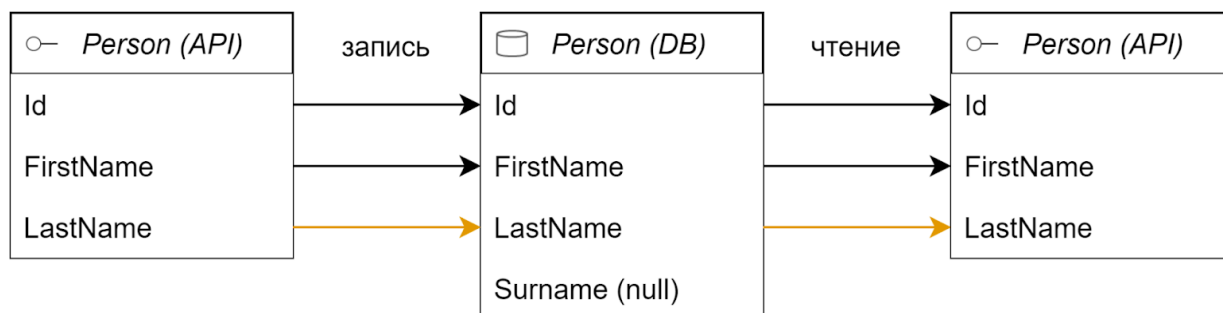 Person (API)
запись
Person (DB)
чтение
Person (API)
Id
Id
Id
FirstName
FirstName
FirstName
LastName
LastName
LastName
Surname (null)